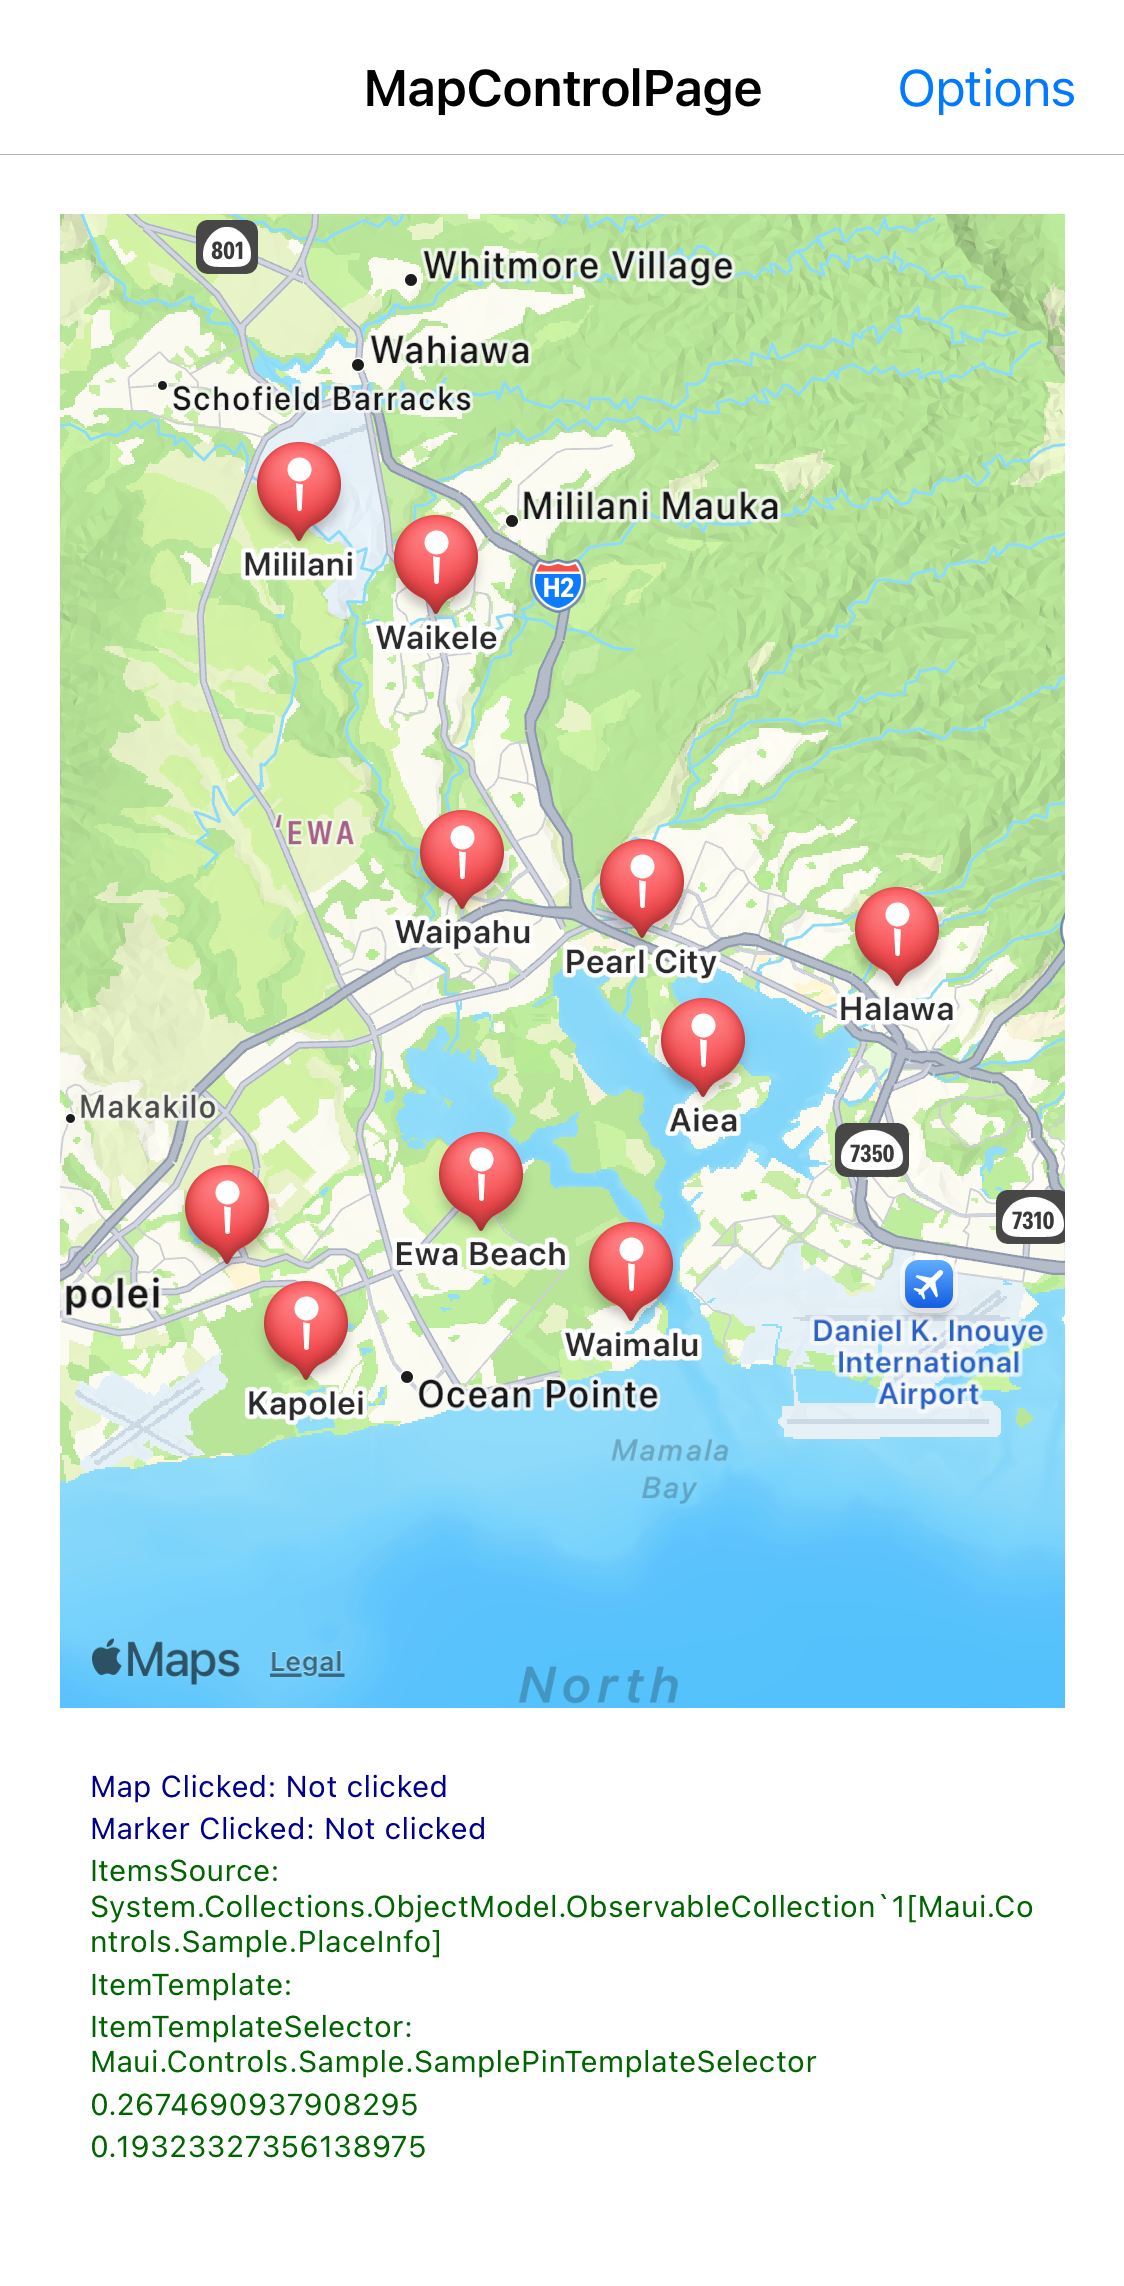 MapControlPage
Options
801
Whitmore Village
Wahiawa
Schofield Barracks
Mililani Mauka
Mililani
H2
Waikele
'EWA
Waipahu
Pearl City
Halawa
Makakilo
Aiea
7350
7310
Ewa Beach
polei
Waimalu
Daniel K. Inouye
International
Airport
Kapolei
Ocean Pointe
Mamala
Bay
Maps
Legal
North
Map Clicked: Not clicked
Marker Clicked: Not clicked
ItemsSource:
System.Collections.ObjectModel.ObservableCollection`1[Maui.Co
ntrols.Sample.PlaceInfo]
ItemTemplate:
ItemTemplateSelector:
Maui.Controls.Sample.SamplePinTemplateSelector
0.2674690937908295
0.19323327356138975